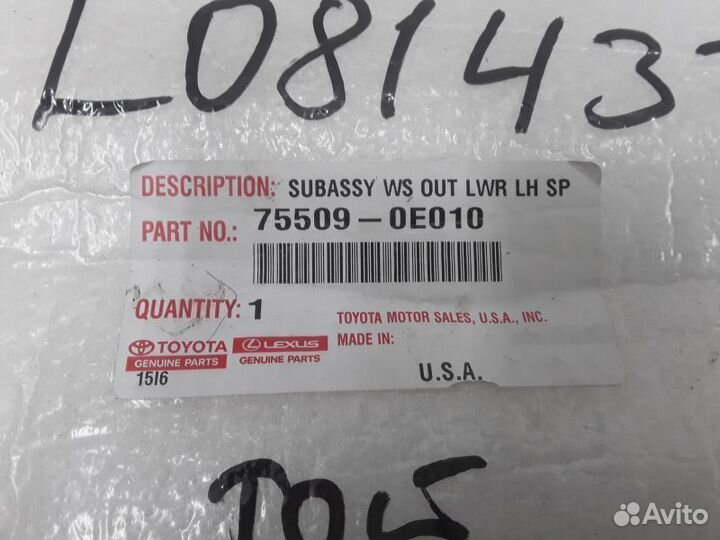 L08143
DESCRIPTION: SUBASSY WS OUT LWR LH SP
PART NO.: 75509-0E010
QUANTITY: 1
TOYOTA MOTOR SALES, U.S.A., INC.
MADE IN:
TOYOTA
GENUINE PARTS
LEXUS
GENUINE PARTS
15I6
U.S.A.
Avito